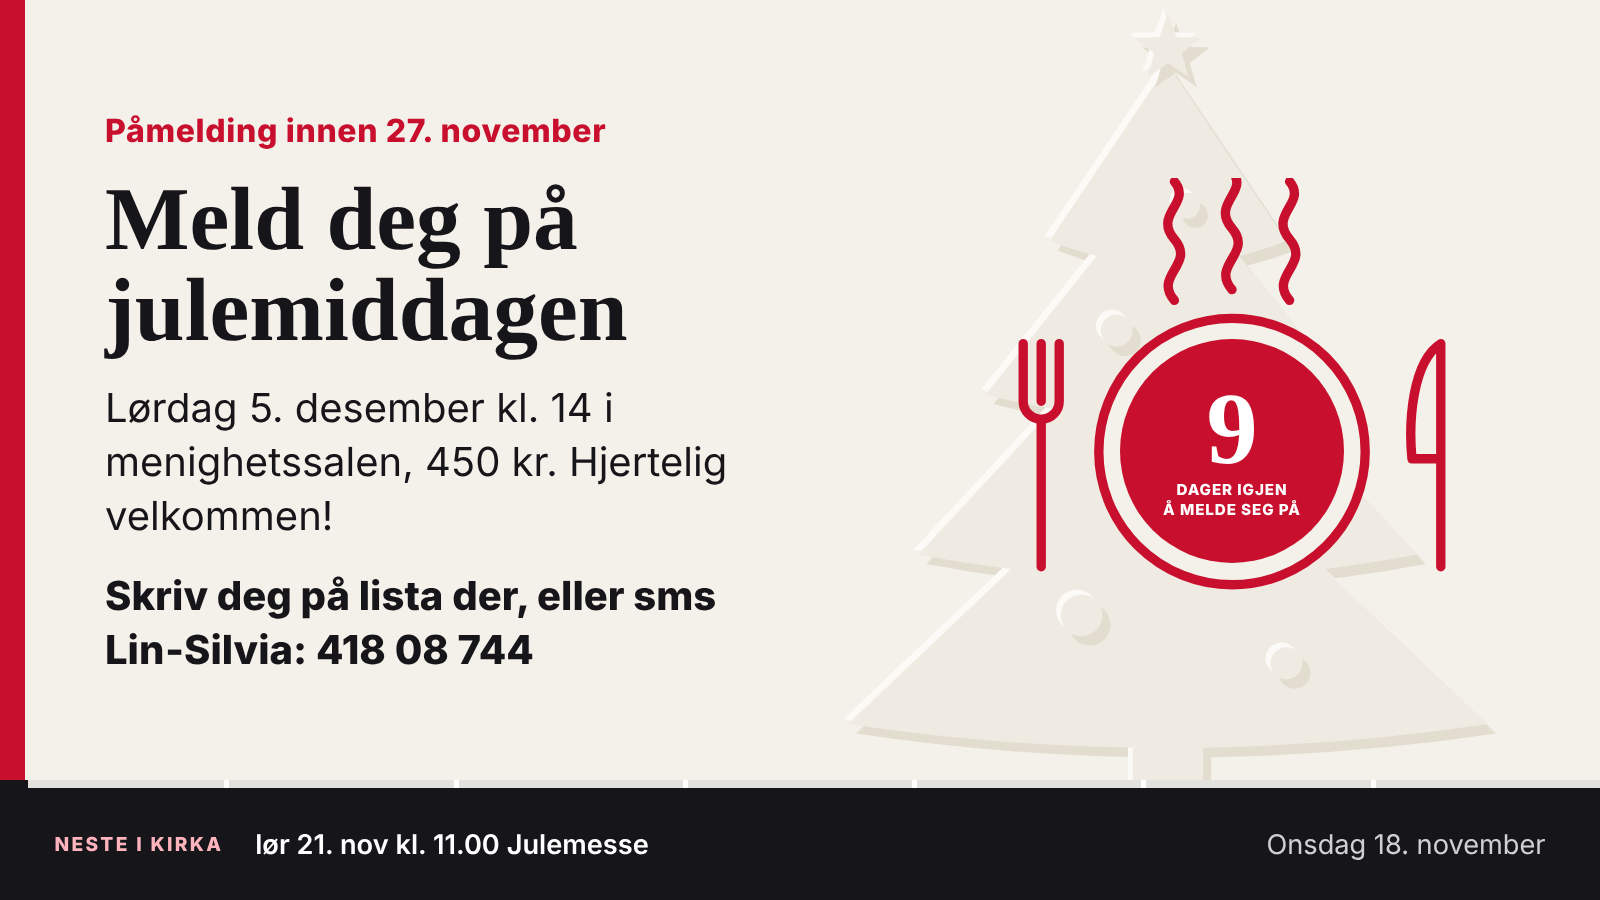 Påmelding innen 27. november
Meld deg på
julemiddagen
Lørdag 5. desember kl. 14 i
menighetssalen, 450 kr. Hjertelig
velkommen!
Skriv deg på lista der, eller sms
Lin-Silvia: 418 08 744
9
DAGER IGJEN
Å MELDE SEG PÅ
NESTE I KIRKA lør 21. nov kl. 11.00 Julemesse
Onsdag 18. november